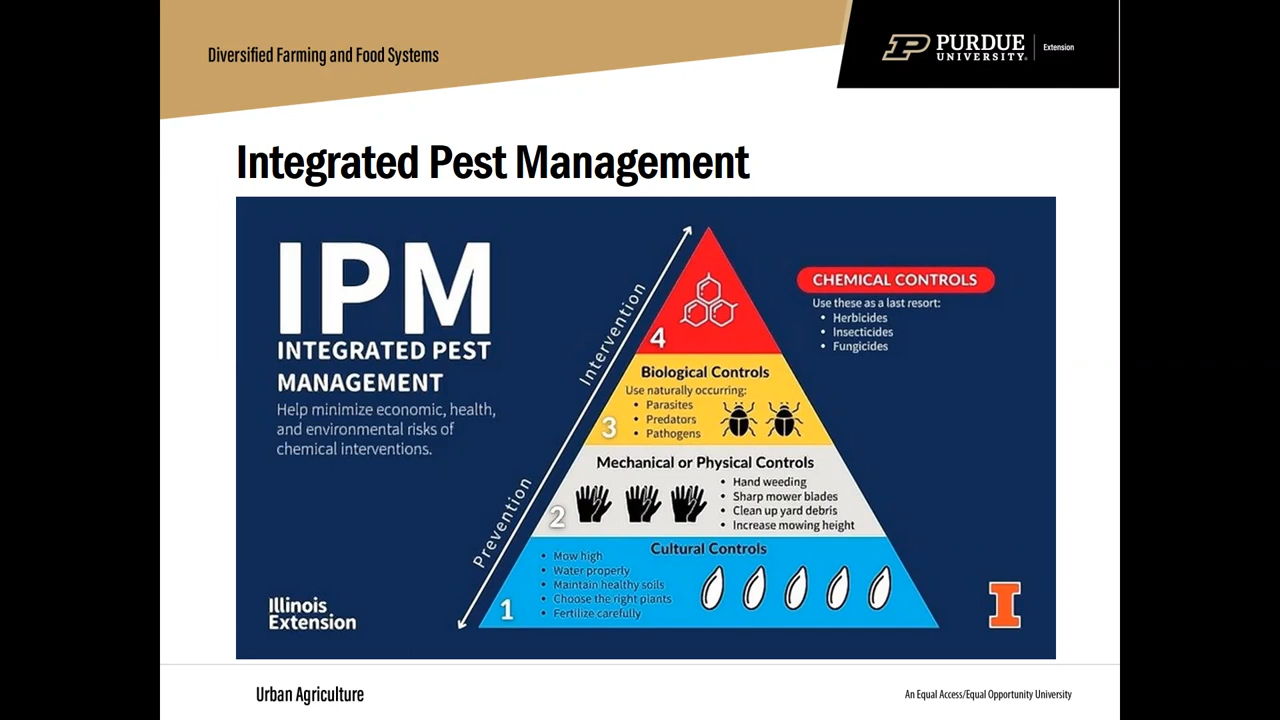 Diversified Farming and Food Systems
PURDUE
UNIVERSITY®
Extension
Integrated Pest Management
IPM
INTEGRATED PEST
MANAGEMENT
Help minimize economic, health,
and environmental risks of
chemical interventions.
Intervention
Prevention
4
CHEMICAL CONTROLS
Use these as a last resort:
• Herbicides
• Insecticides
• Fungicides
Biological Controls
Use naturally occurring:
• Parasites
• Predators
• Pathogens
3
Mechanical or Physical Controls
• Hand weeding
• Sharp mower blades
• Clean up yard debris
• Increase mowing height
2
Cultural Controls
• Mow high
• Water properly
• Maintain healthy soils
• Choose the right plants
• Fertilize carefully
1
Illinois
Extension
I
Urban Agriculture
An Equal Access/Equal Opportunity University